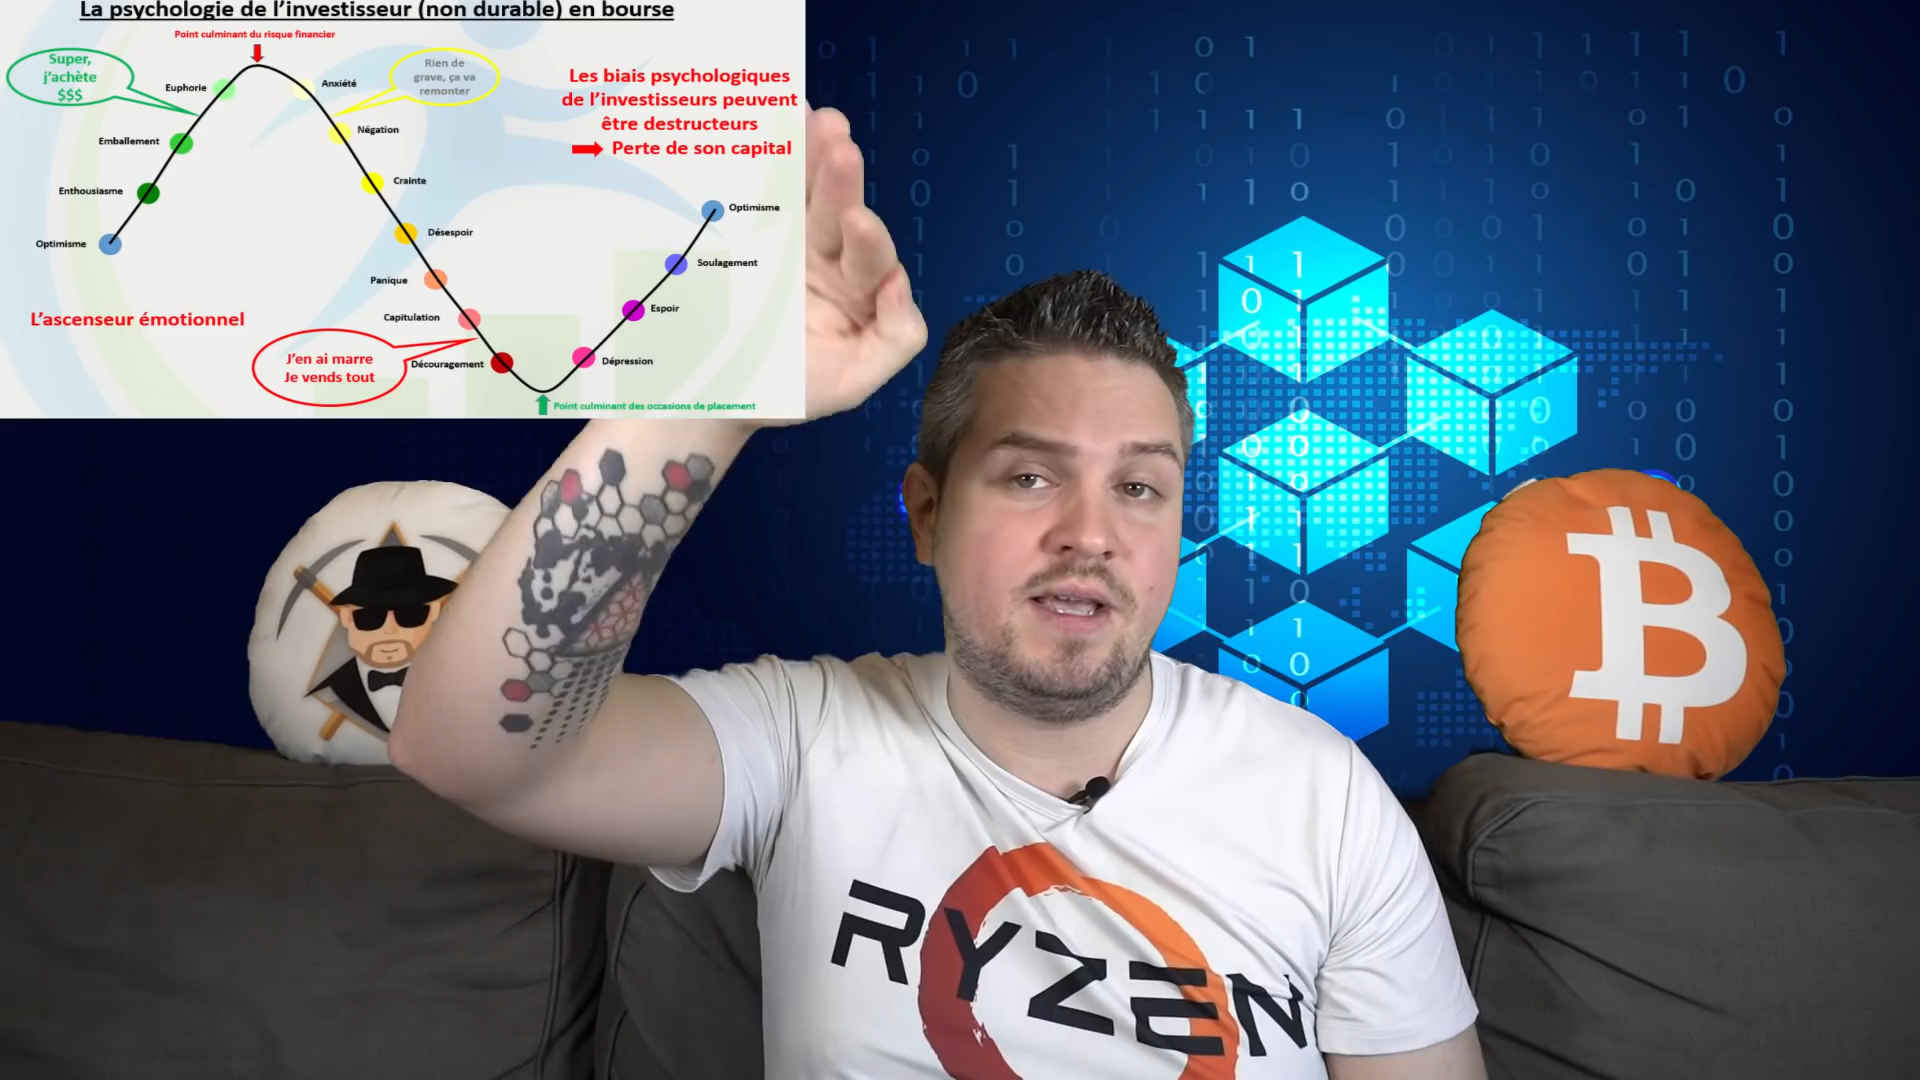 La psychologie de l'investisseur (non durable) en bourse
Point culminant du risque financier
Super,
j'achète
$$$
Rien de
grave, ça va
remonter
Les biais psychologiques
de l'investisseurs peuvent
être destructeurs
Perte de son capital
Euphorie
Anxiété
Emballement
Négation
Enthousiasme
Crainte
Optimisme
Désespoir
Optimisme
Panique
Soulagement
Capitulation
Espoir
L'ascenseur émotionnel
J'en ai marre
Je vends tout
Découragement
Dépression
Point culminant des occasions de placement
RYZEN